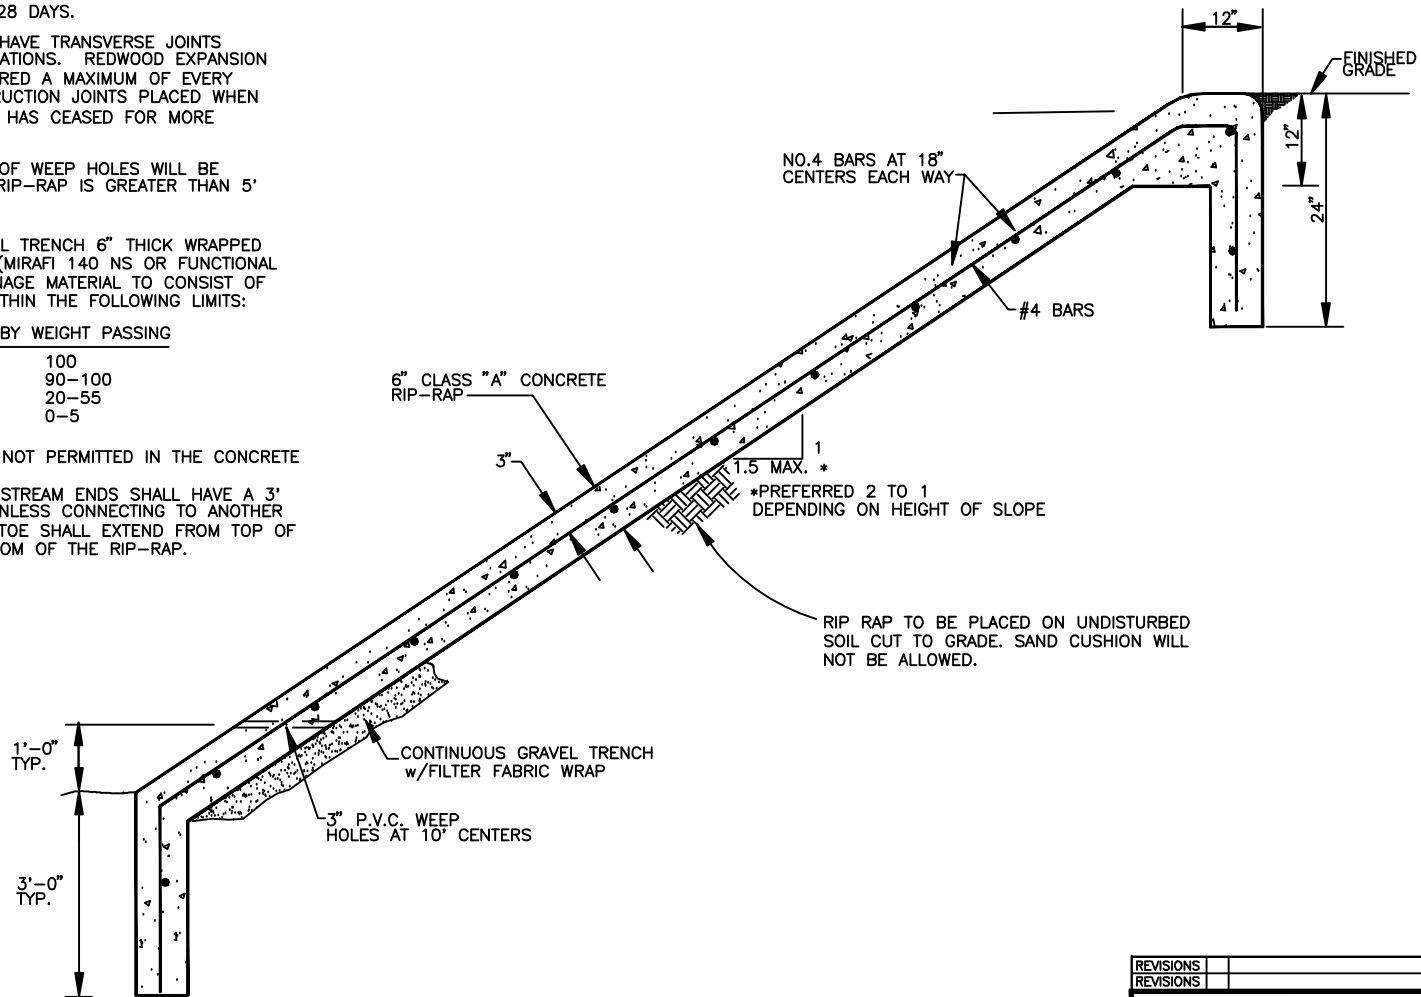 28 DAYS.
HAVE TRANSVERSE JOINTS
ATIONS. REDWOOD EXPANSION
RED A MAXIMUM OF EVERY
RUCTION JOINTS PLACED WHEN
HAS CEASED FOR MORE
OF WEEP HOLES WILL BE
RIP-RAP IS GREATER THAN 5'
L TRENCH 6" THICK WRAPPED
(MIRAFI 140 NS OR FUNCTIONAL
NAGE MATERIAL TO CONSIST OF
THIN THE FOLLOWING LIMITS:
BY WEIGHT PASSING
100
90-100
20-55
0-5
NOT PERMITTED IN THE CONCRETE
STREAM ENDS SHALL HAVE A 3'
NLESS CONNECTING TO ANOTHER
TOE SHALL EXTEND FROM TOP OF
OM OF THE RIP-RAP.
12"
FINISHED
GRADE
12"
24"
NO.4 BARS AT 18"
CENTERS EACH WAY
#4 BARS
6" CLASS "A" CONCRETE
RIP-RAP
3"
1
1.5 MAX. *
*PREFERRED 2 TO 1
DEPENDING ON HEIGHT OF SLOPE
RIP RAP TO BE PLACED ON UNDISTURBED
SOIL CUT TO GRADE. SAND CUSHION WILL
NOT BE ALLOWED.
1'-0"
TYP.
CONTINUOUS GRAVEL TRENCH
w/FILTER FABRIC WRAP
3" P.V.C. WEEP
HOLES AT 10' CENTERS
3'-0"
TYP.
REVISIONS
REVISIONS